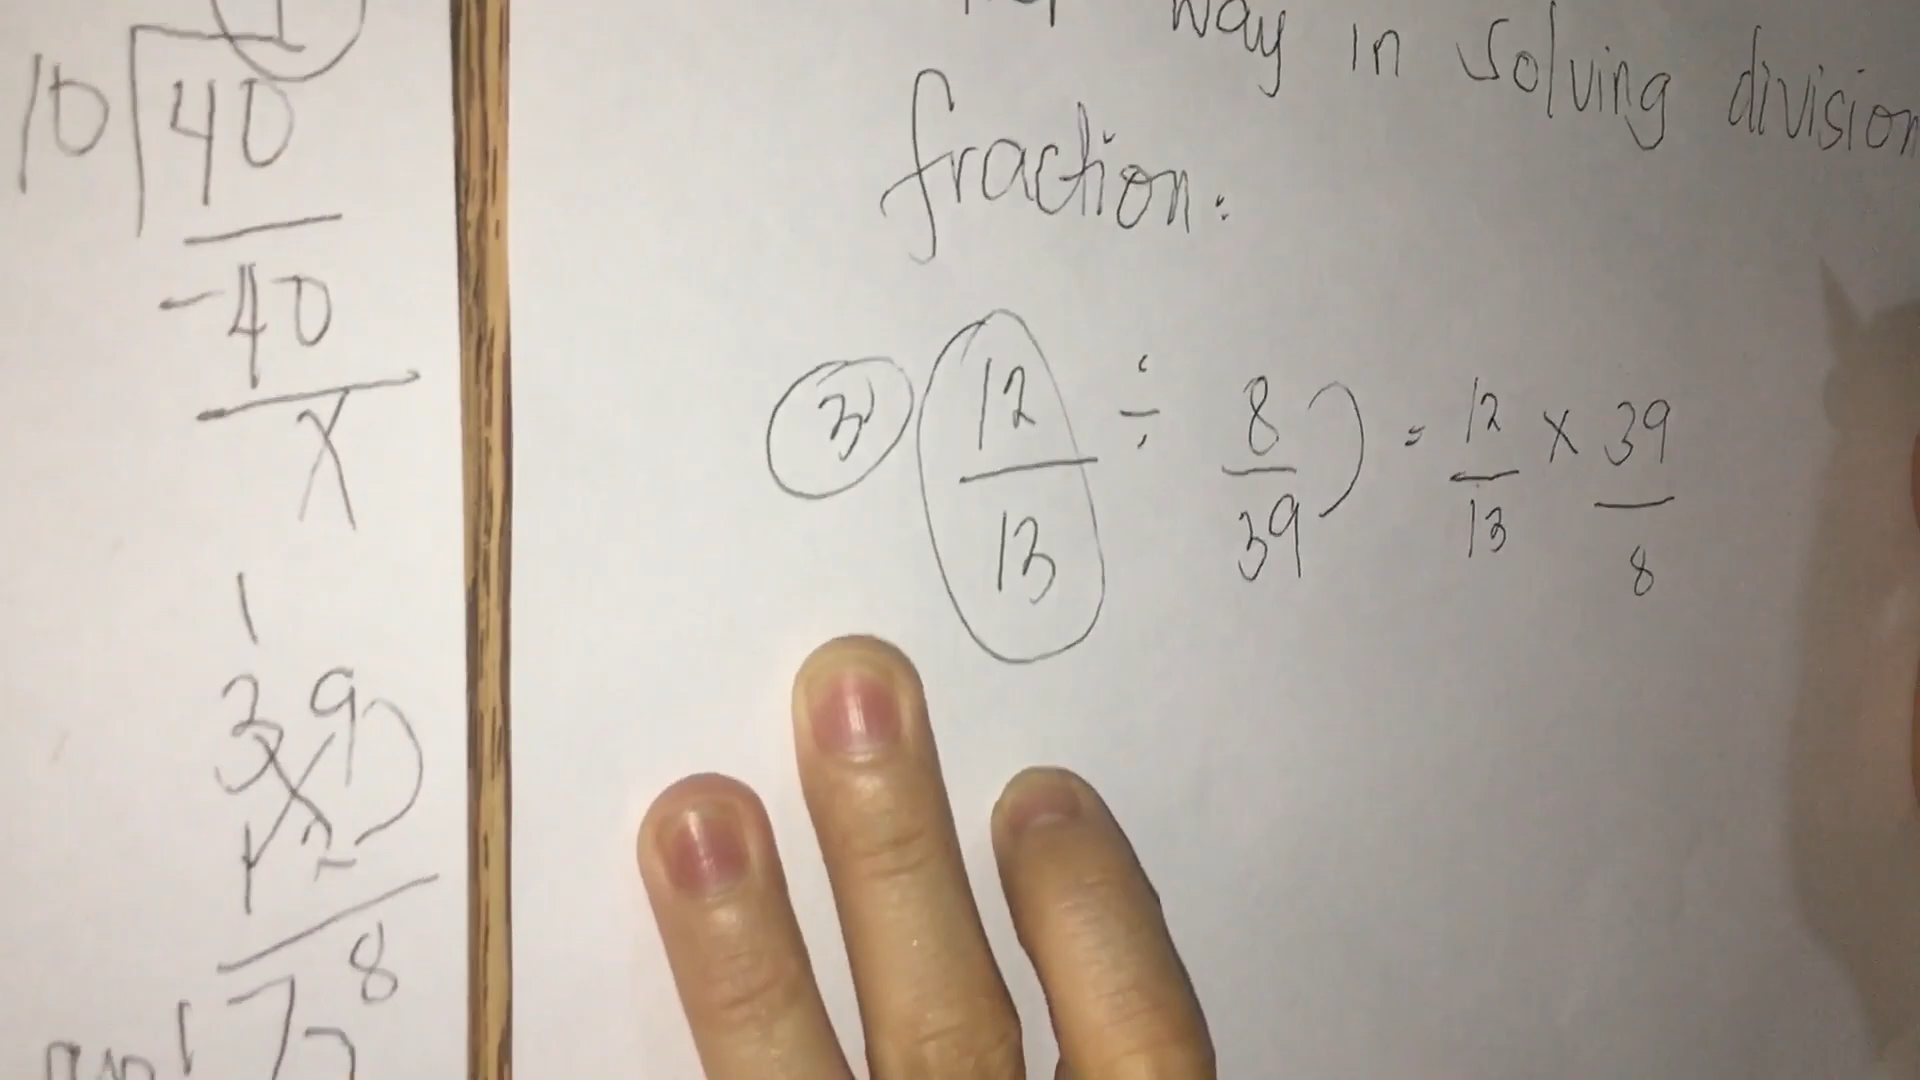 10 40
-40
X
1
39
12
78
way in solving division
fraction:
3) 12/13 ÷ 8/39 = 12/13 x 39/8